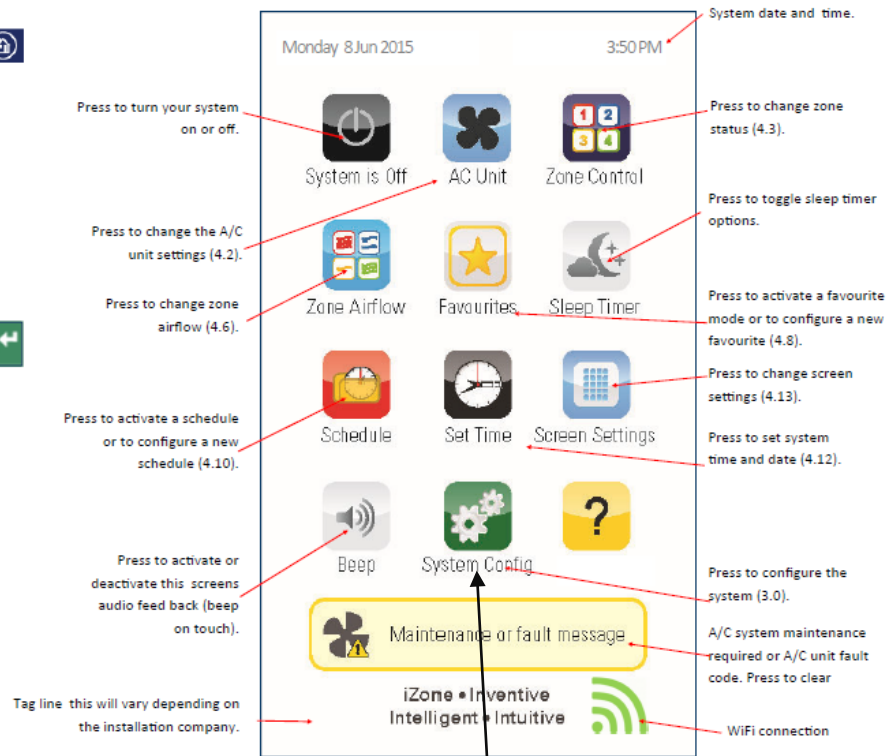 System date and time.
Monday 8 Jun 2015
3:50 PM
Press to turn your system
on or off.
Press to change zone
status (4.3).
1 2
3 4
System is Off
AC Unit
Zone Control
Press to change the A/C
unit settings (4.2).
Press to toggle sleep timer
options.
Press to change zone
airflow (4.6).
Zone Airflow
Favourites
Sleep Timer
Press to activate a favourite
mode or to configure a new
favourite (4.8).
Press to change screen
settings (4.13).
Press to activate a schedule
or to configure a new
schedule (4.10).
Schedule
Set Time
Screen Settings
Press to set system
time and date (4.12).
?
Press to activate or
deactivate this screens
audio feed back (beep
on touch).
Beep
System Config
Press to configure the
system (3.0).
Maintenance or fault message
A/C system maintenance
required or A/C unit fault
code. Press to clear
Tag line this will vary depending on
the installation company.
iZone • Inventive
Intelligent • Intuitive
WiFi connection